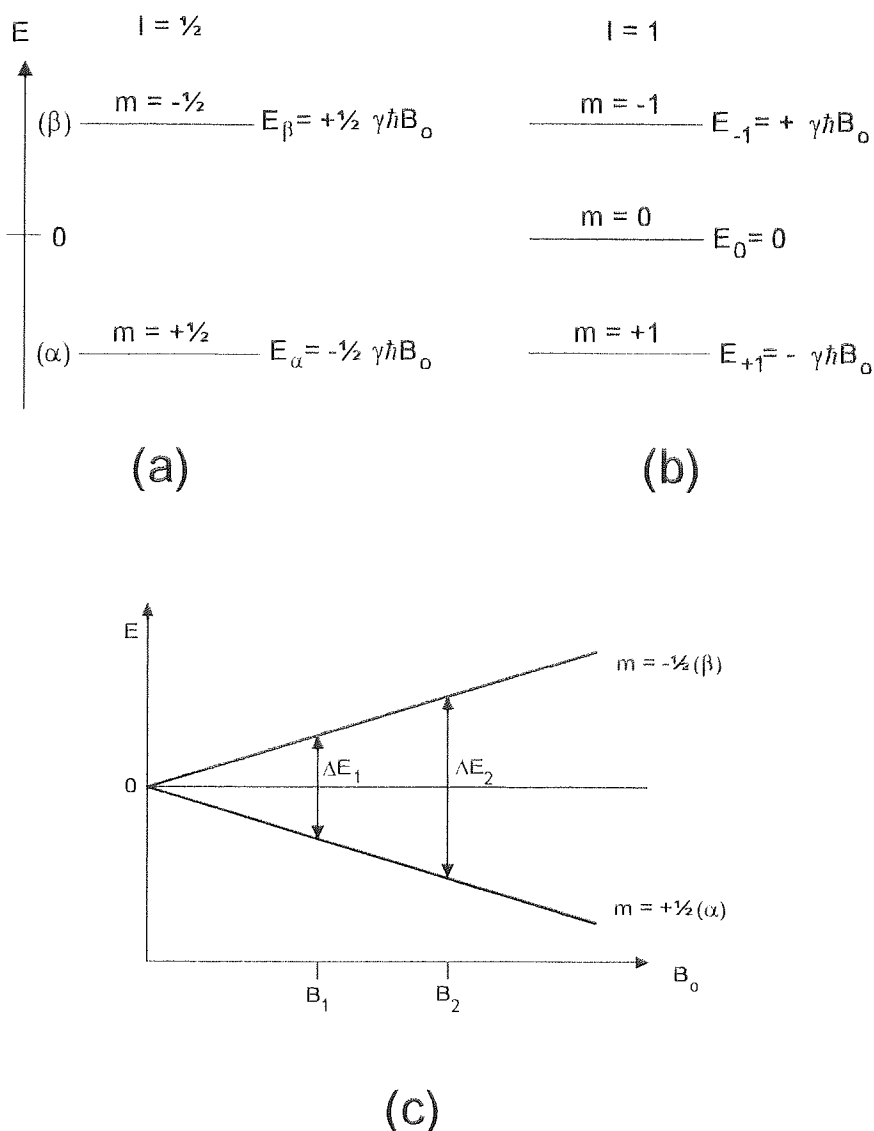 E
I = ½
I = 1
(β)
m = -½
E_β = +½ γħB_o
m = -1
E_-1 = + γħB_o
0
m = 0
E_0 = 0
(α)
m = +½
E_α = -½ γħB_o
m = +1
E_+1 = - γħB_o
(a)
(b)
E
m = -½(β)
0
ΔE_1
ΔE_2
m = +½(α)
B_1
B_2
B_o
(c)